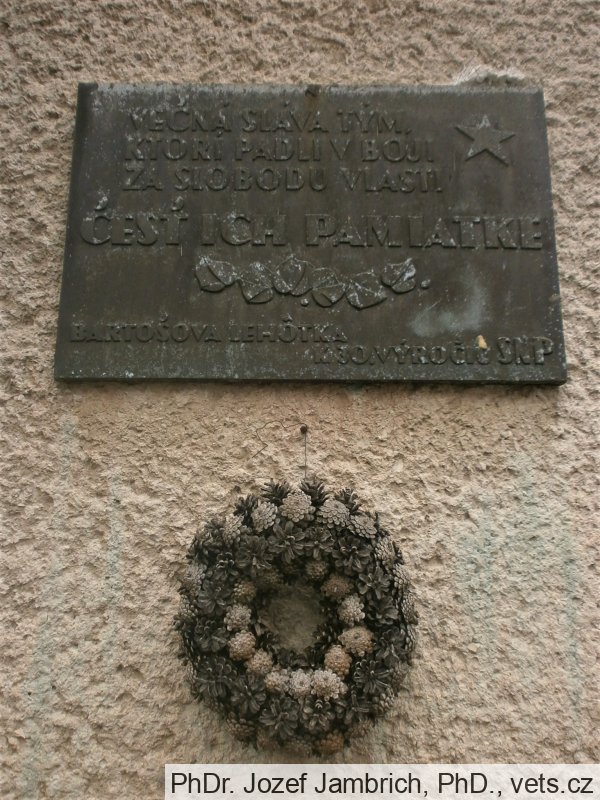 VEČNÁ SLÁVA TÝM,
KTORÍ PADLI V BOJI
ZA SLOBODU VLASTI
ČESŤ ICH PAMIATKE
BARTOŠOVA LEHÔTKA
K 30.VÝROČIU SNP
PhDr. Jozef Jambrich, PhD., vets.cz